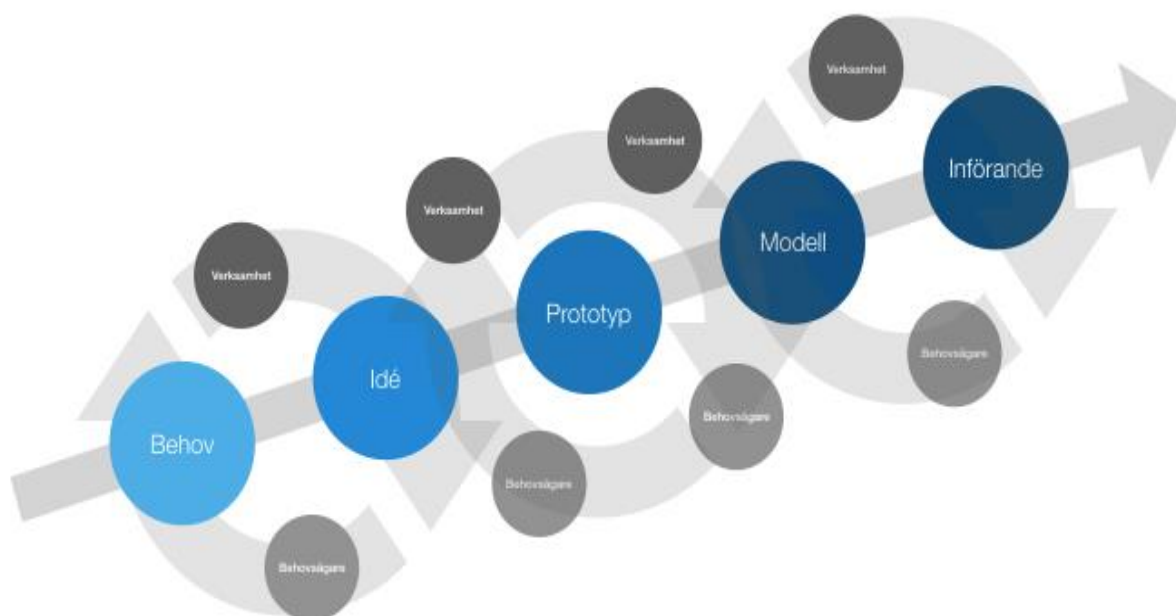 Verksamhet
Införande
Verksamhet
Modell
Verksamhet
Prototyp
Behovsägare
Verksamhet
Idé
Behovsägare
Behov
Behovsägare
Behovsägare